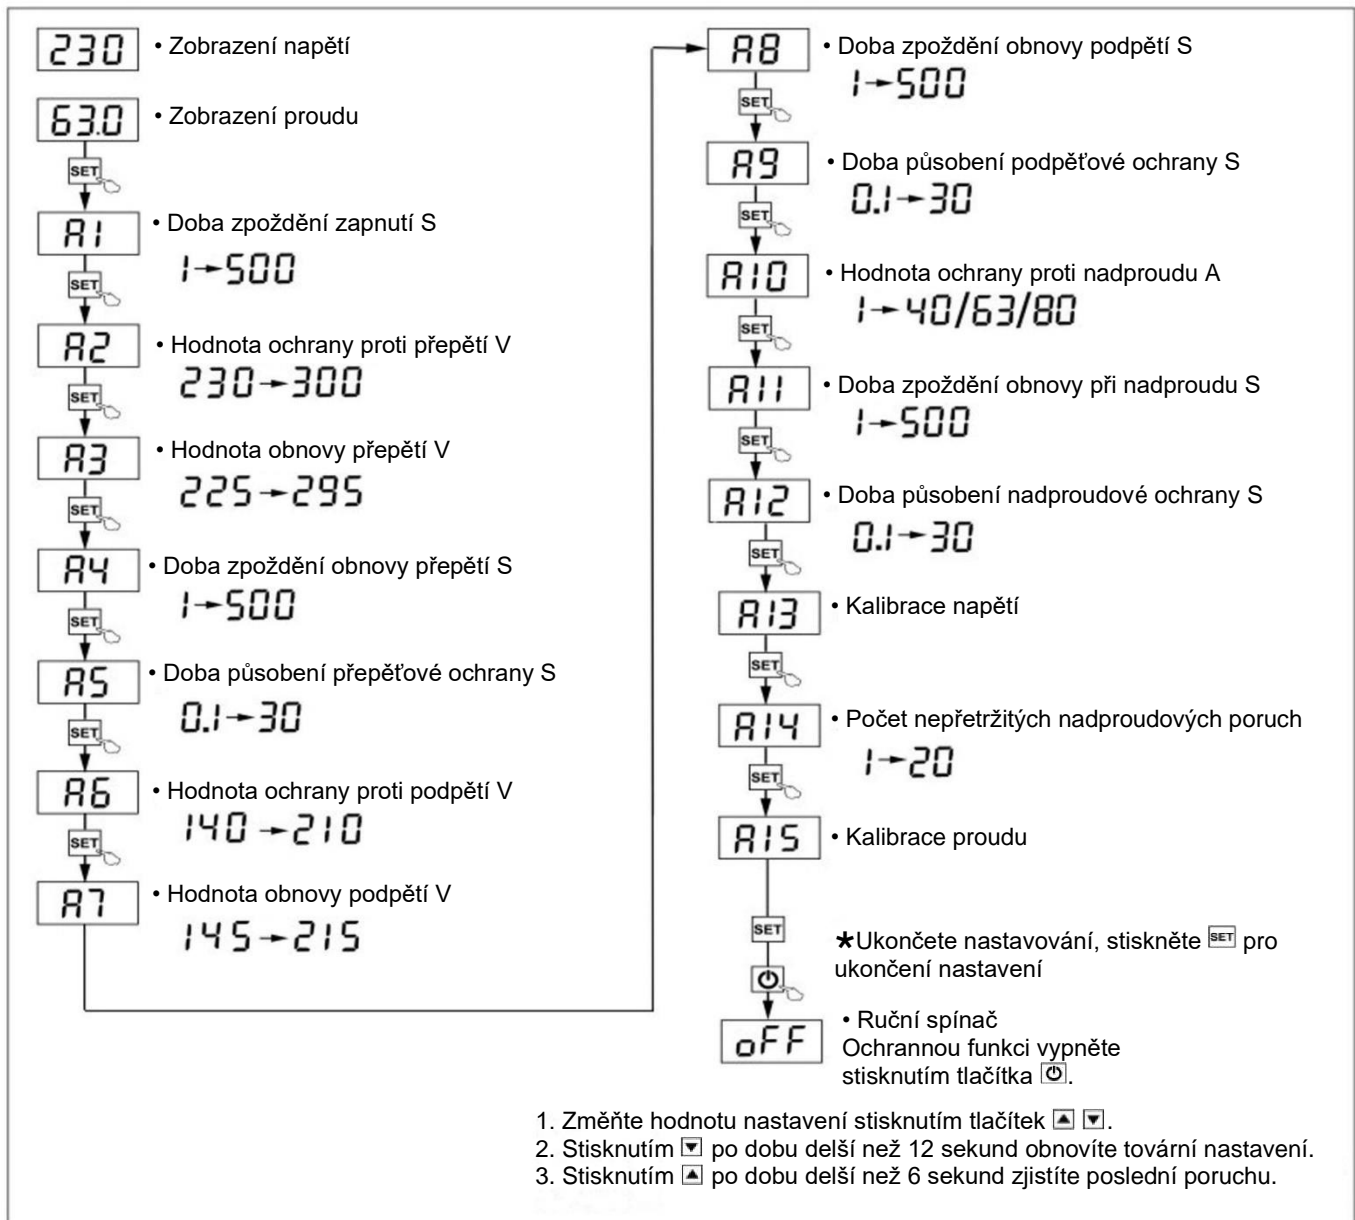 230 • Zobrazení napětí
63.0 • Zobrazení proudu
SET
A1 • Doba zpoždění zapnutí S
1→500
SET
A2 • Hodnota ochrany proti přepětí V
230→300
SET
A3 • Hodnota obnovy přepětí V
225→295
SET
A4 • Doba zpoždění obnovy přepětí S
1→500
SET
A5 • Doba působení přepěťové ochrany S
0.1→30
SET
A6 • Hodnota ochrany proti podpětí V
140→210
SET
A7 • Hodnota obnovy podpětí V
145→215
A8 • Doba zpoždění obnovy podpětí S
1→500
SET
A9 • Doba působení podpěťové ochrany S
0.1→30
SET
A10 • Hodnota ochrany proti nadproudu A
1→40/63/80
SET
A11 • Doba zpoždění obnovy při nadproudu S
1→500
SET
A12 • Doba působení nadproudové ochrany S
0.1→30
SET
A13 • Kalibrace napětí
SET
A14 • Počet nepřetržitých nadproudových poruch
1→20
SET
A15 • Kalibrace proudu
SET
★Ukončete nastavování, stiskněte SET pro
ukončení nastavení
oFF • Ruční spínač
Ochrannou funkci vypněte
stisknutím tlačítka ⏻.
1. Změňte hodnotu nastavení stisknutím tlačítek ▲ ▼.
2. Stisknutím ▼ po dobu delší než 12 sekund obnovíte tovární nastavení.
3. Stisknutím ▲ po dobu delší než 6 sekund zjistíte poslední poruchu.